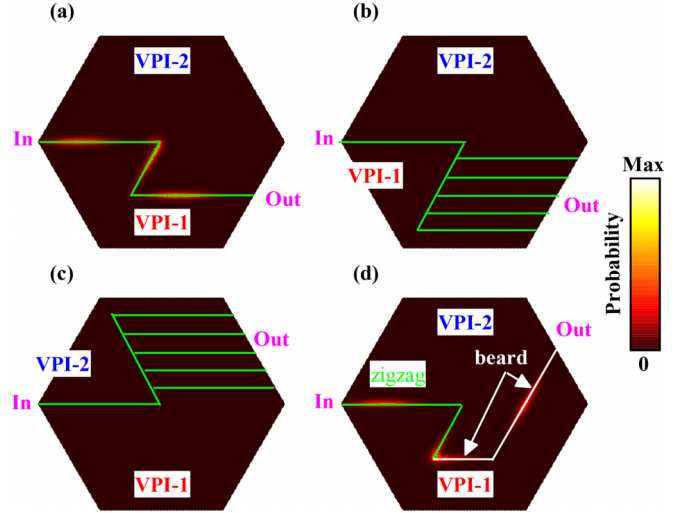 (a)
VPI-2
In
VPI-1
Out
(b)
VPI-2
In
VPI-1
Out
Max
Probability
0
(c)
VPI-2
In
Out
VPI-1
(d)
VPI-2
Out
beard
zigzag
In
VPI-1